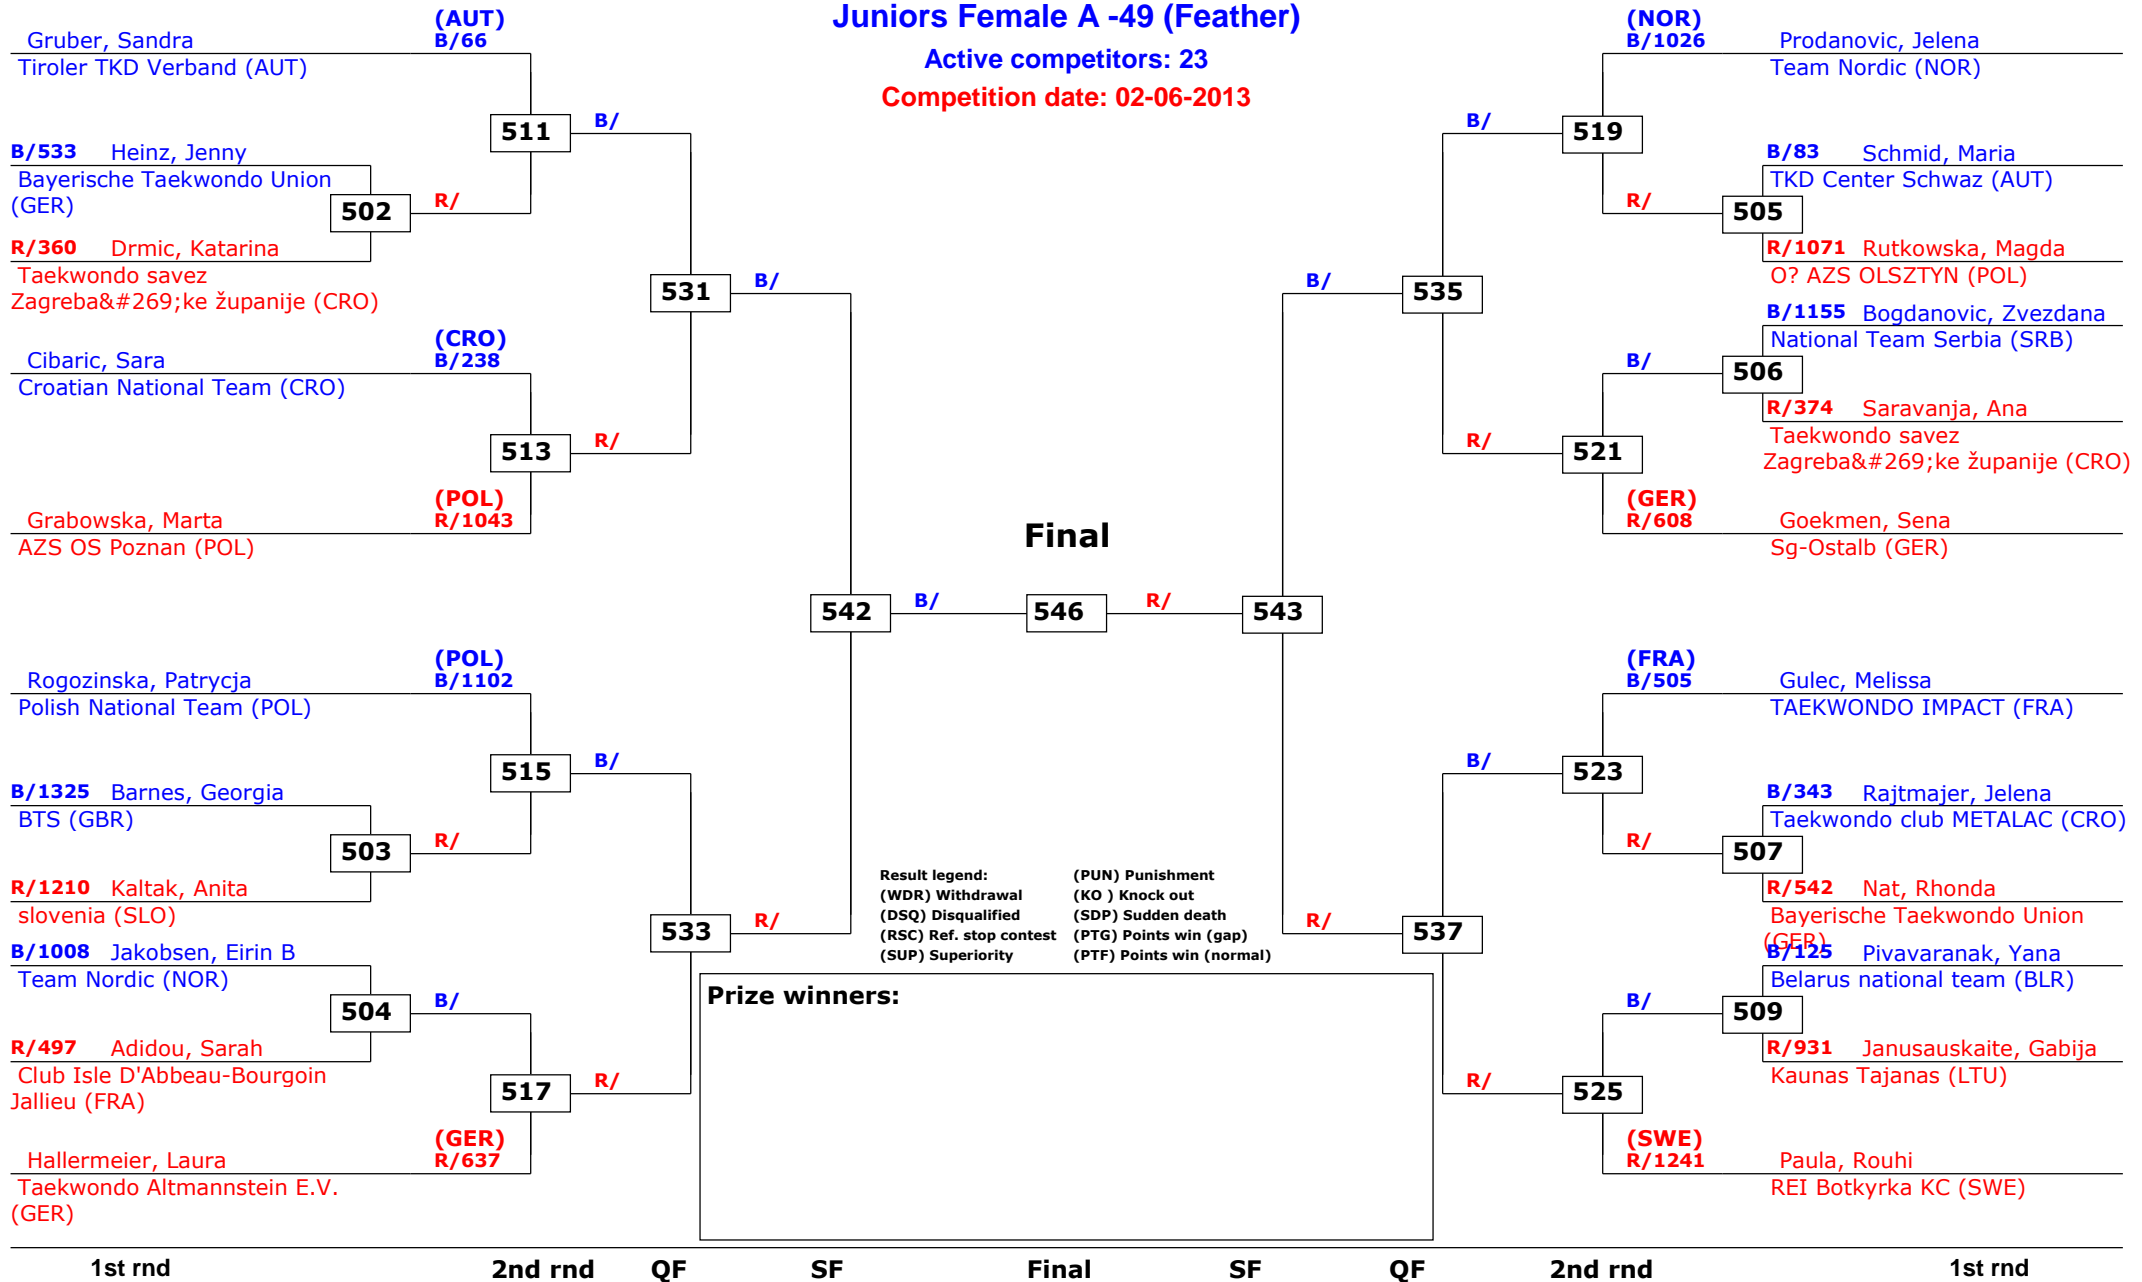 Juniors Female A -49 (Feather)
Active competitors: 23
Competition date: 02-06-2013
(AUT)
Gruber, Sandra B/66
Tiroler TKD Verband (AUT)
511
B/
B/533 Heinz, Jenny
Bayerische Taekwondo Union
(GER)
502
R/
R/360 Drmic, Katarina
Taekwondo savez
Zagreba&#269;ke županije (CRO)
531
B/
(CRO)
Cibaric, Sara B/238
Croatian National Team (CRO)
513
R/
(POL)
Grabowska, Marta R/1043
AZS OS Poznan (POL)
542
B/
(POL)
Rogozinska, Patrycja B/1102
Polish National Team (POL)
515
B/
B/1325 Barnes, Georgia
BTS (GBR)
503
R/
R/1210 Kaltak, Anita
slovenia (SLO)
533
R/
B/1008 Jakobsen, Eirin B
Team Nordic (NOR)
504
B/
R/497 Adidou, Sarah
Club Isle D'Abbeau-Bourgoin
Jallieu (FRA)
517
R/
(GER)
Hallermeier, Laura R/637
Taekwondo Altmannstein E.V.
(GER)
Final
546
(NOR)
B/1026 Prodanovic, Jelena
Team Nordic (NOR)
B/
519
B/83 Schmid, Maria
TKD Center Schwaz (AUT)
R/
505
R/1071 Rutkowska, Magda
O? AZS OLSZTYN (POL)
B/
535
B/1155 Bogdanovic, Zvezdana
National Team Serbia (SRB)
B/
506
R/374 Saravanja, Ana
Taekwondo savez
Zagreba&#269;ke županije (CRO)
R/
521
(GER)
R/608 Goekmen, Sena
Sg-Ostalb (GER)
R/
543
(FRA)
B/505 Gulec, Melissa
TAEKWONDO IMPACT (FRA)
B/
523
B/343 Rajtmajer, Jelena
Taekwondo club METALAC (CRO)
R/
507
R/542 Nat, Rhonda
Bayerische Taekwondo Union
(GER)
R/
537
B/125 Pivavaranak, Yana
Belarus national team (BLR)
B/
509
R/931 Janusauskaite, Gabija
Kaunas Tajanas (LTU)
R/
525
(SWE)
R/1241 Paula, Rouhi
REI Botkyrka KC (SWE)
Result legend: (PUN) Punishment
(WDR) Withdrawal (KO ) Knock out
(DSQ) Disqualified (SDP) Sudden death
(RSC) Ref. stop contest (PTG) Points win (gap)
(SUP) Superiority (PTF) Points win (normal)
Prize winners:
1st rnd 2nd rnd QF SF Final SF QF 2nd rnd 1st rnd